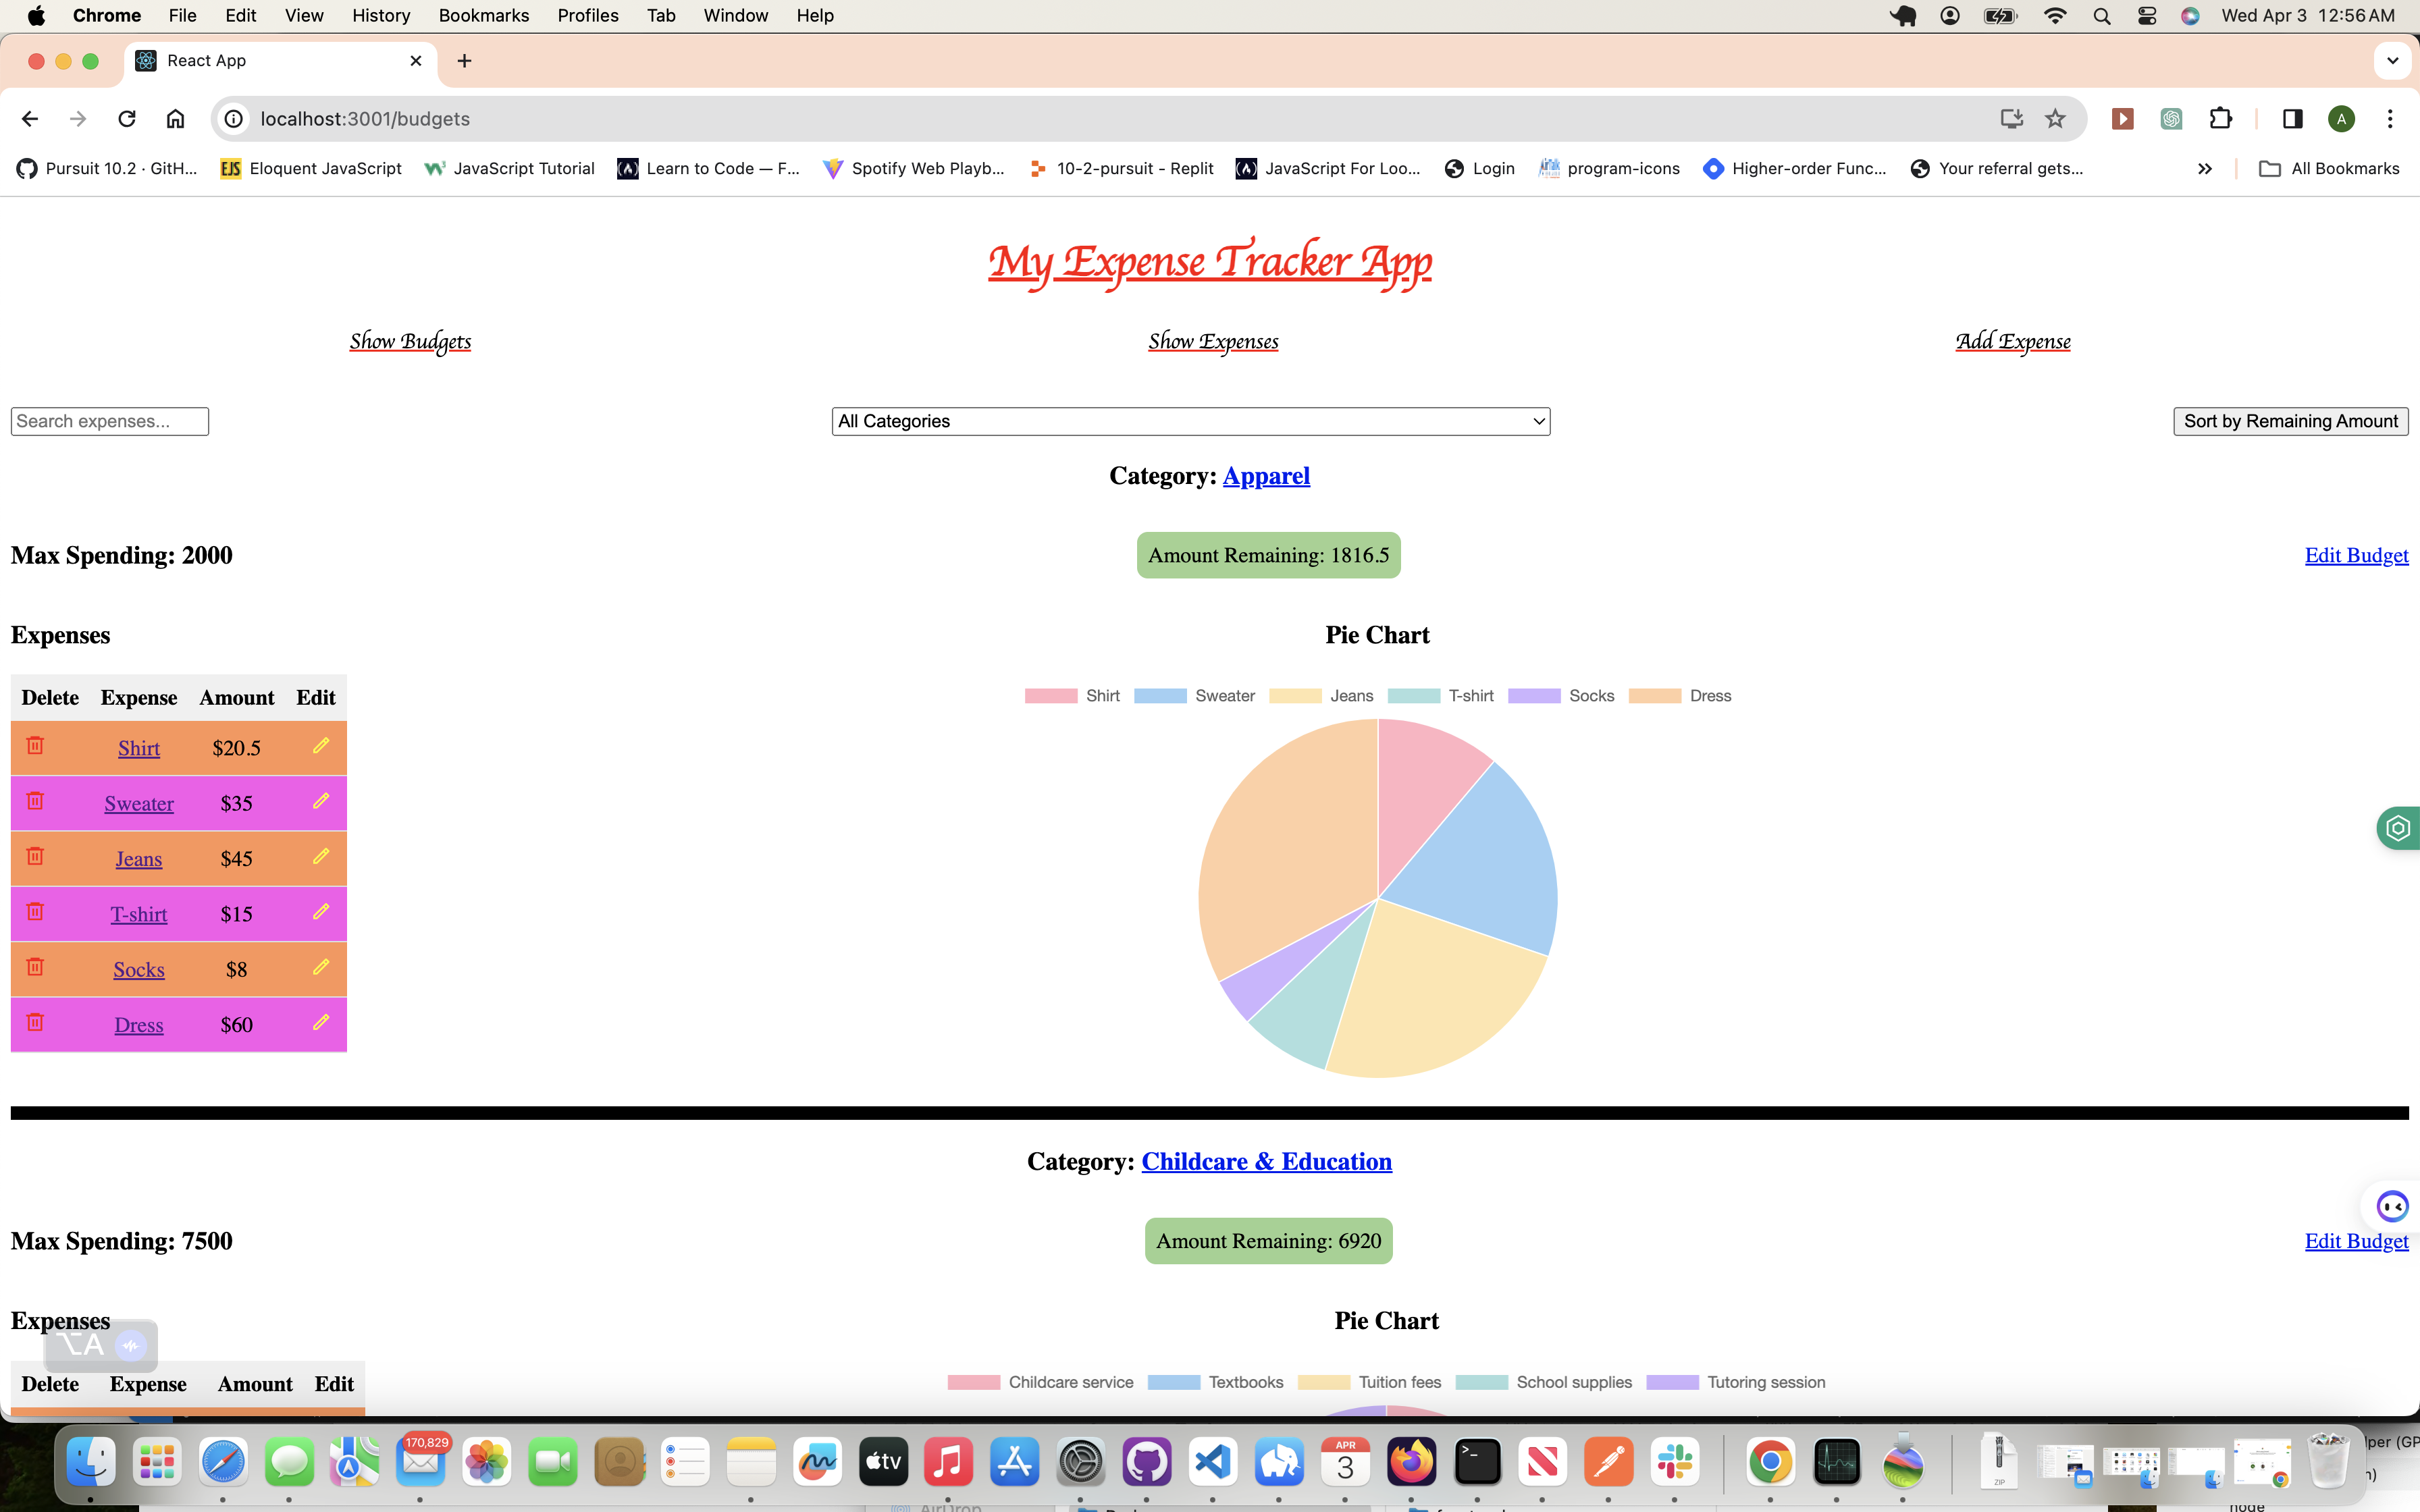 Chrome File Edit View History Bookmarks Profiles Tab Window Help Wed Apr 3 12:56 AM
React App
localhost:3001/budgets A
Pursuit 10.2 · GitH... EJS Eloquent JavaScript JavaScript Tutorial Learn to Code — F... Spotify Web Playb... 10-2-pursuit - Replit JavaScript For Loo... Login program-icons Higher-order Func... Your referral gets... All Bookmarks
My Expense Tracker App
Show Budgets Show Expenses Add Expense
Search expenses... All Categories Sort by Remaining Amount
Category: Apparel
Max Spending: 2000 Amount Remaining: 1816.5 Edit Budget
Expenses Pie Chart
Delete Expense Amount Edit Shirt Sweater Jeans T-shirt Socks Dress
Shirt $20.5
Sweater $35
Jeans $45
T-shirt $15
Socks $8
Dress $60
Category: Childcare & Education
Max Spending: 7500 Amount Remaining: 6920 Edit Budget
Expenses Pie Chart
⌥A
Delete Expense Amount Edit Childcare service Textbooks Tuition fees School supplies Tutoring session
170,829 tv APR 3 ZIP